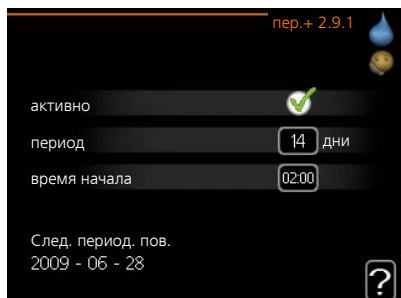 пер.+ 2.9.1
активно
период 14 дни
время начала 02:00
След. период. пов.
2009 - 06 - 28
?